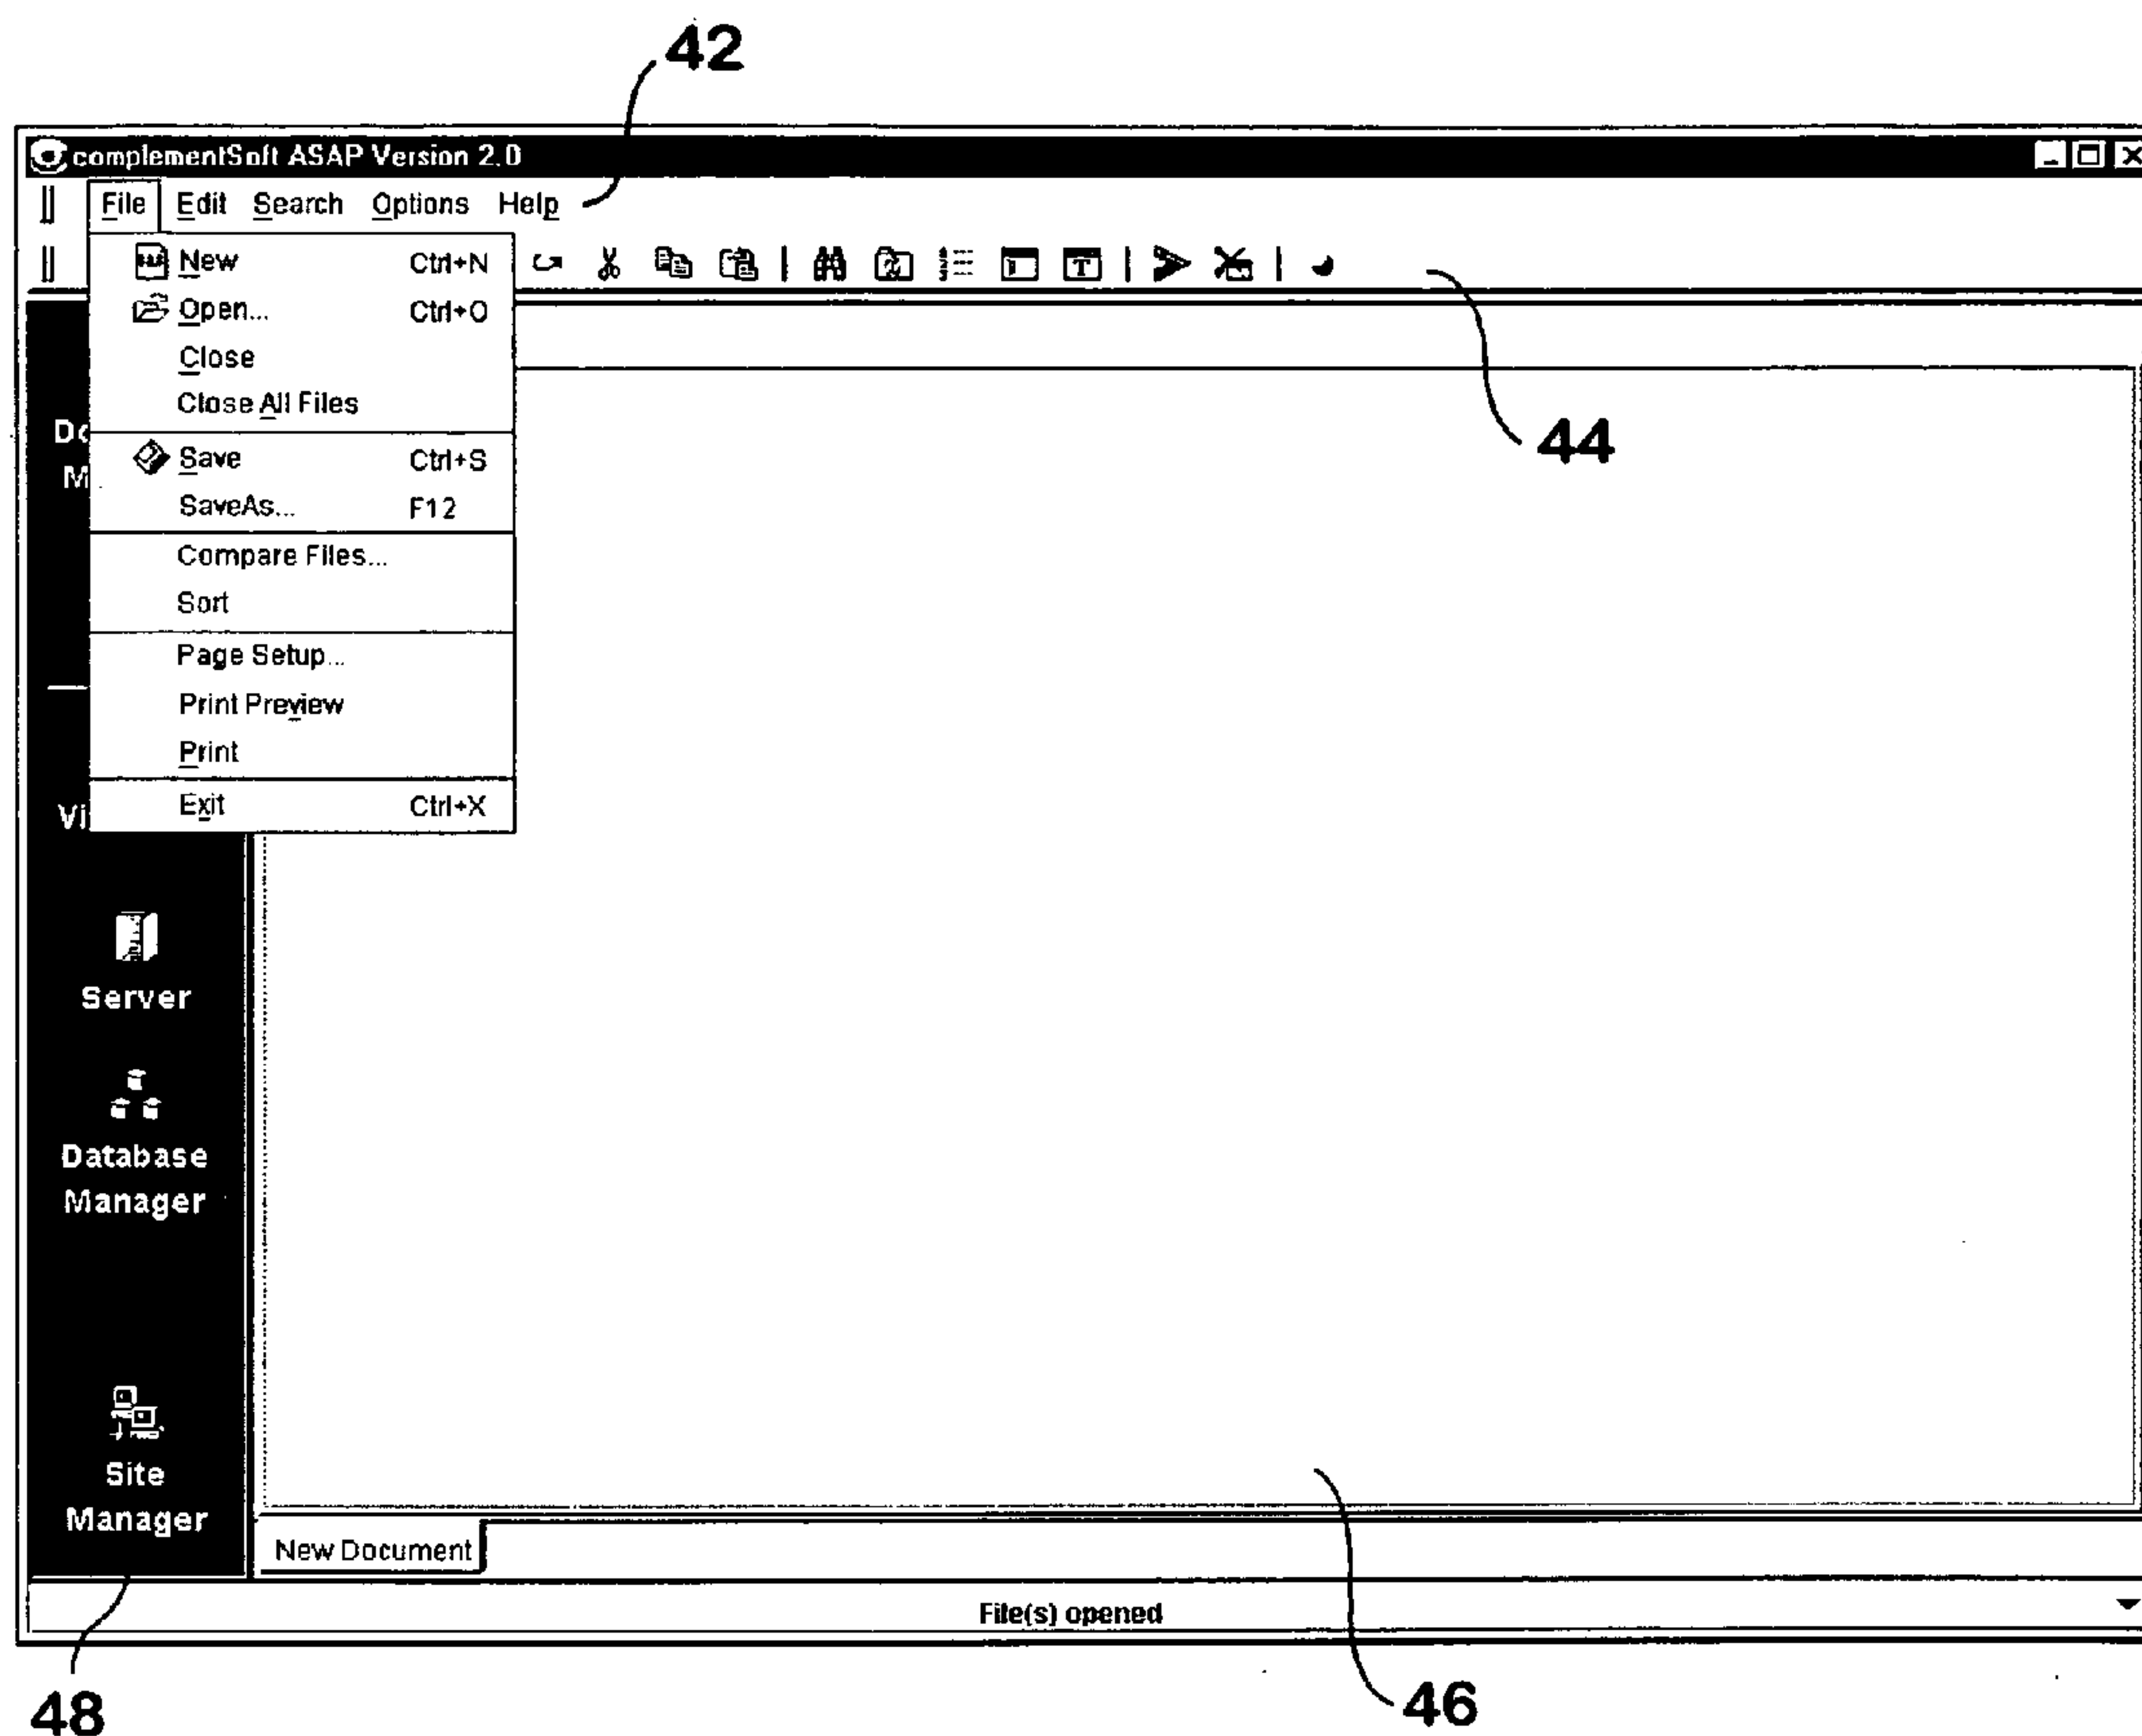 42
complementSoft ASAP Version 2.0
File Edit Search Options Help
New Ctrl+N
Open... Ctrl+O
Close
Close All Files
44
Save Ctrl+S
SaveAs... F12
Compare Files...
Sort
Page Setup...
Print Preview
Print
Exit Ctrl+X
Server
Database
Manager
Site
Manager
New Document
File(s) opened
48
46